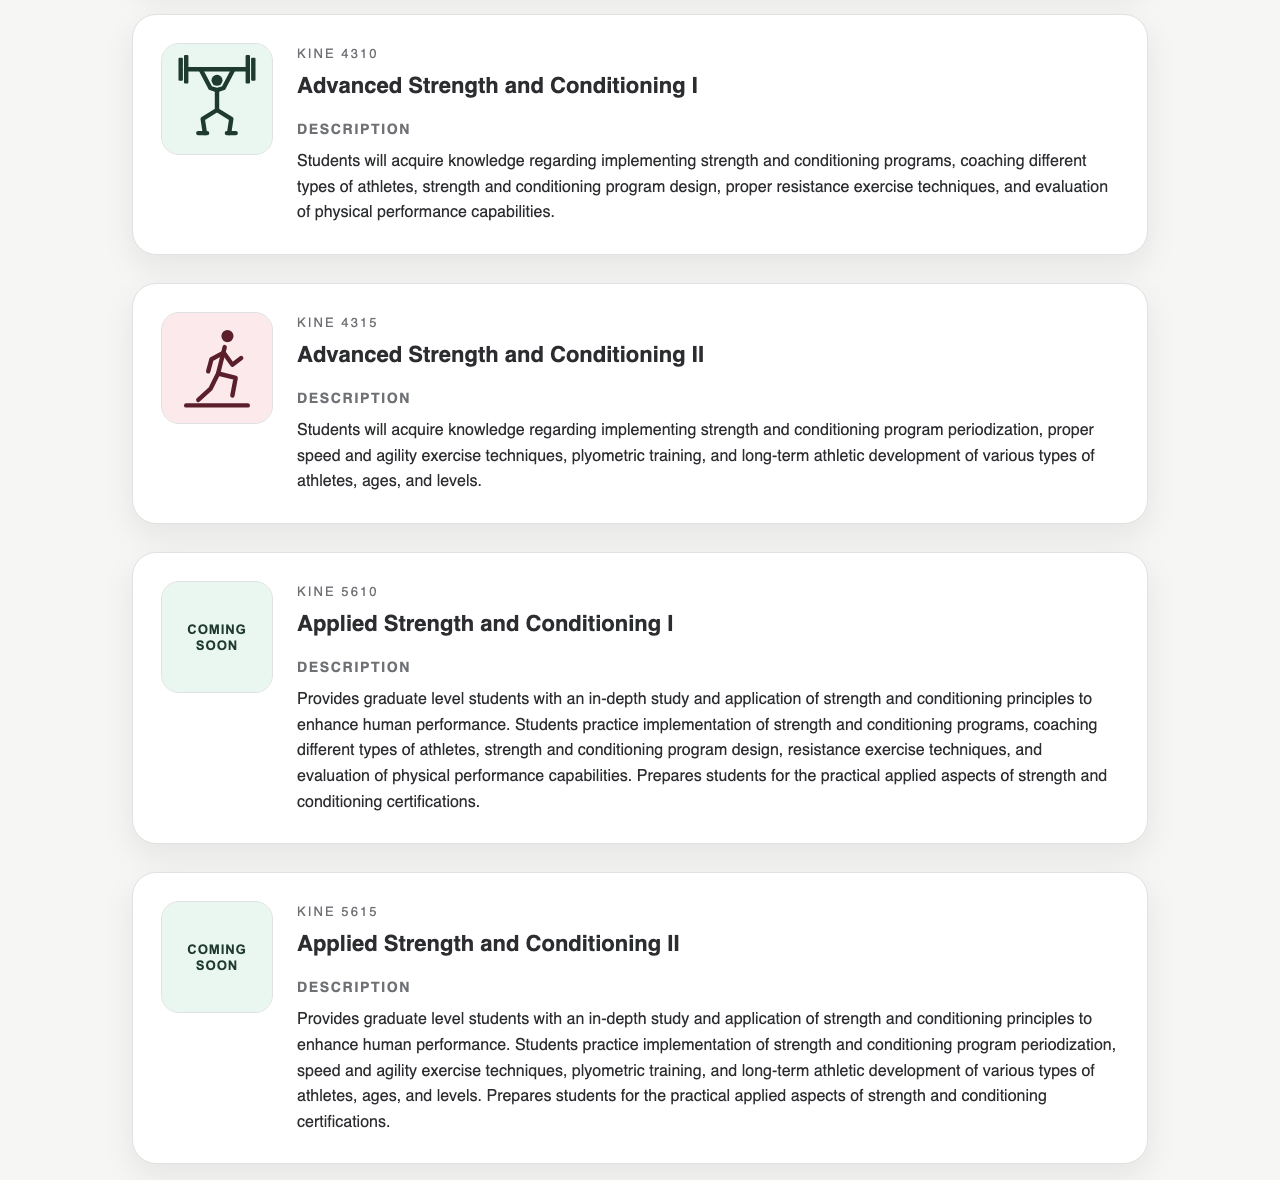 KINE 4310
Advanced Strength and Conditioning I
DESCRIPTION
Students will acquire knowledge regarding implementing strength and conditioning programs, coaching different
types of athletes, strength and conditioning program design, proper resistance exercise techniques, and evaluation
of physical performance capabilities.
KINE 4315
Advanced Strength and Conditioning II
DESCRIPTION
Students will acquire knowledge regarding implementing strength and conditioning program periodization, proper
speed and agility exercise techniques, plyometric training, and long-term athletic development of various types of
athletes, ages, and levels.
COMING
SOON
KINE 5610
Applied Strength and Conditioning I
DESCRIPTION
Provides graduate level students with an in-depth study and application of strength and conditioning principles to
enhance human performance. Students practice implementation of strength and conditioning programs, coaching
different types of athletes, strength and conditioning program design, resistance exercise techniques, and
evaluation of physical performance capabilities. Prepares students for the practical applied aspects of strength and
conditioning certifications.
COMING
SOON
KINE 5615
Applied Strength and Conditioning II
DESCRIPTION
Provides graduate level students with an in-depth study and application of strength and conditioning principles to
enhance human performance. Students practice implementation of strength and conditioning program periodization,
speed and agility exercise techniques, plyometric training, and long-term athletic development of various types of
athletes, ages, and levels. Prepares students for the practical applied aspects of strength and conditioning
certifications.